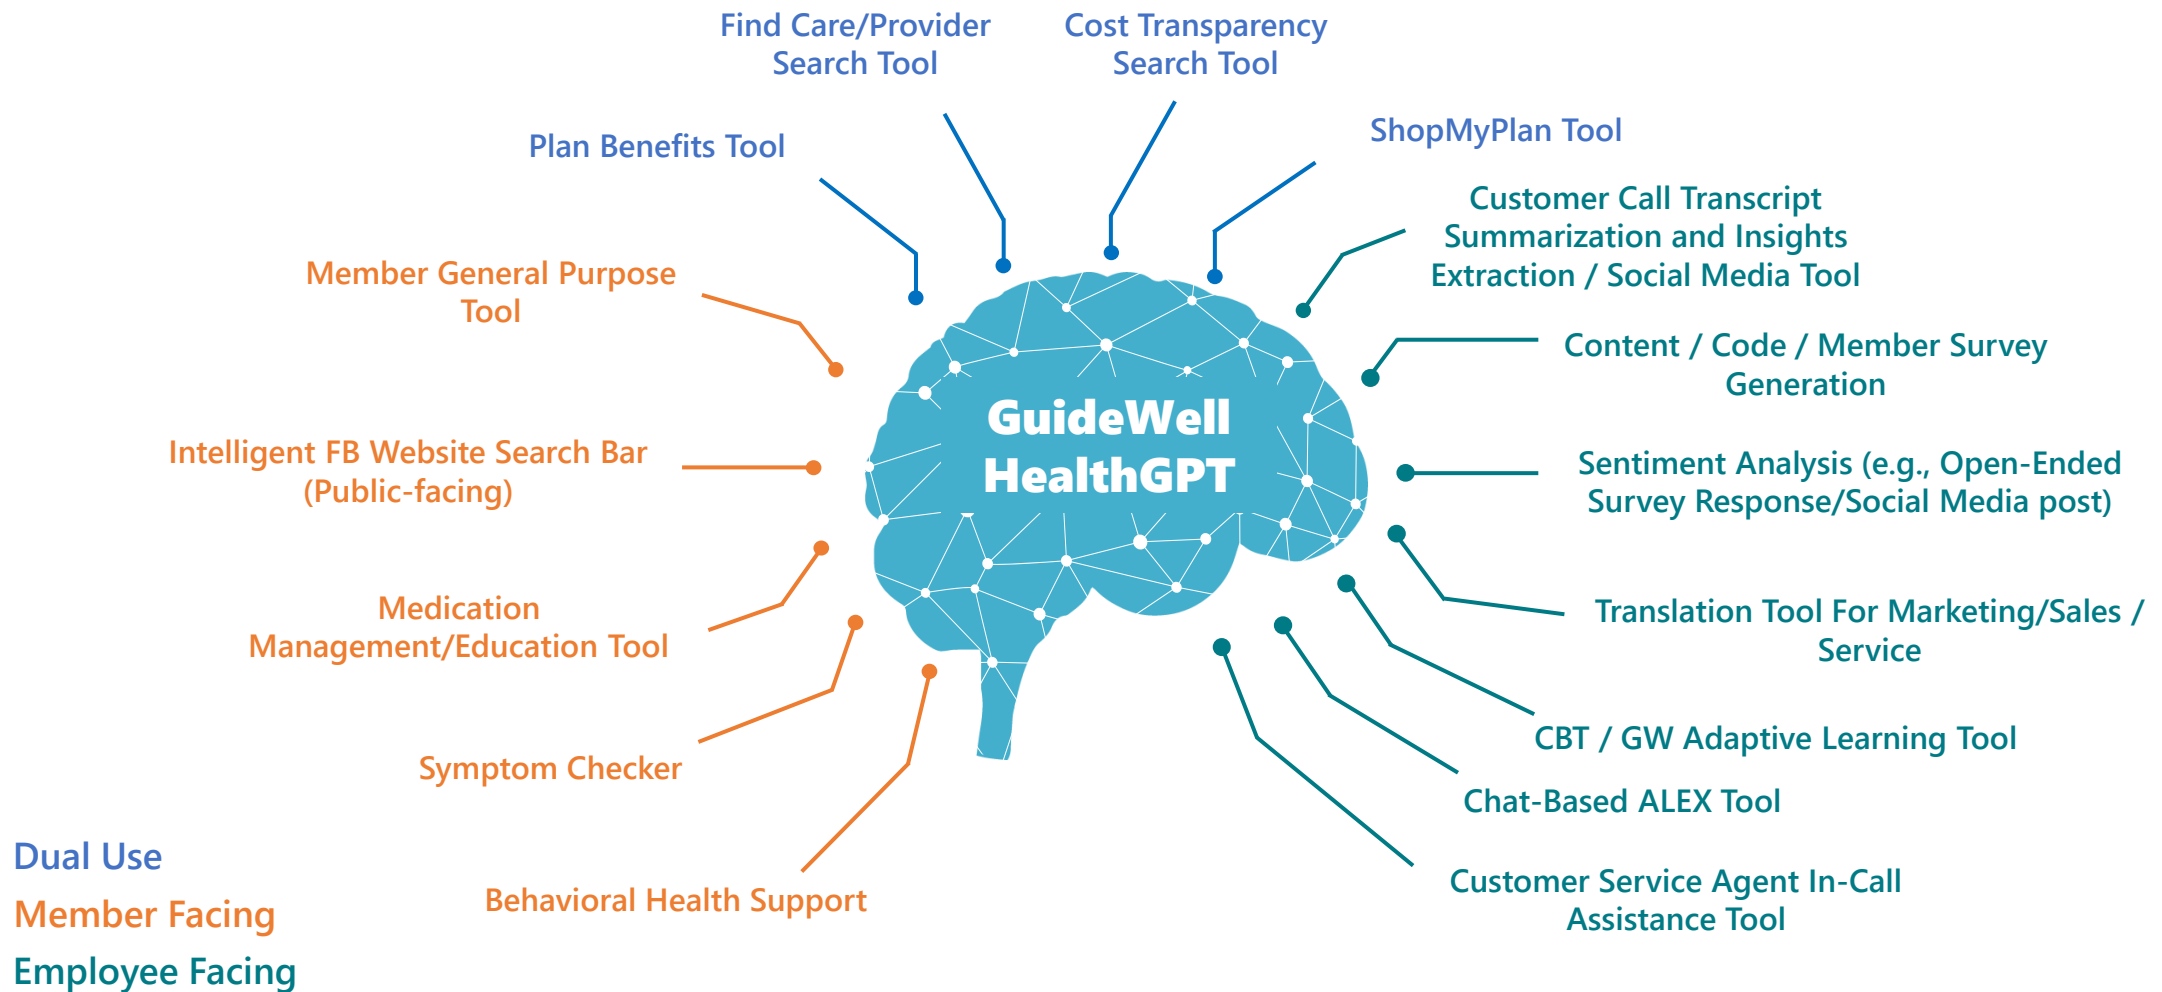 Find Care/Provider
Search Tool
Cost Transparency
Search Tool
Plan Benefits Tool
ShopMyPlan Tool
Customer Call Transcript
Summarization and Insights
Extraction / Social Media Tool
Member General Purpose
Tool
Content / Code / Member Survey
Generation
GuideWell
HealthGPT
Intelligent FB Website Search Bar
(Public-facing)
Sentiment Analysis (e.g., Open-Ended
Survey Response/Social Media post)
Medication
Management/Education Tool
Translation Tool For Marketing/Sales /
Service
CBT / GW Adaptive Learning Tool
Symptom Checker
Chat-Based ALEX Tool
Behavioral Health Support
Customer Service Agent In-Call
Assistance Tool
Dual Use
Member Facing
Employee Facing